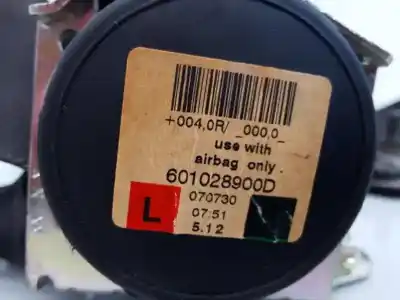 +004,0R/ _000,0_
use with
airbag only .
601028900D
070730
L
07:51
5.12